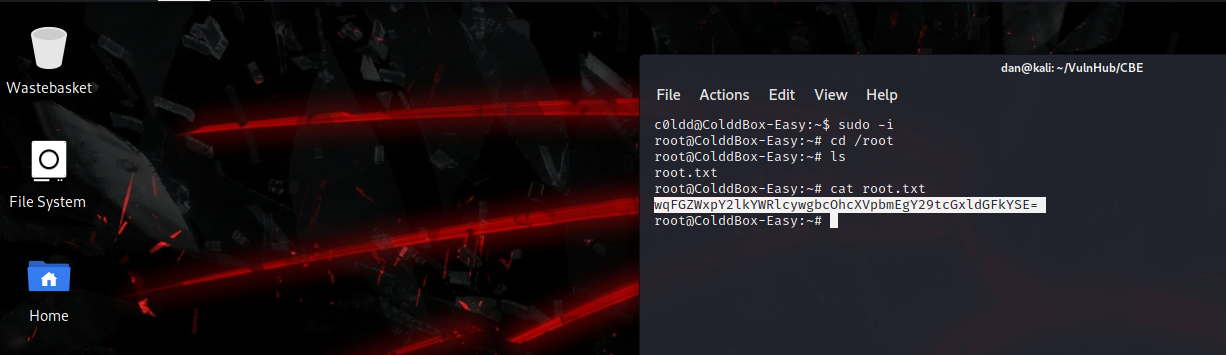 Wastebasket
File System
Home
dan@kali: ~/VulnHub/CBE
File Actions Edit View Help
c0ldd@ColddBox-Easy:~$ sudo -i
root@ColddBox-Easy:~# cd /root
root@ColddBox-Easy:~# ls
root.txt
root@ColddBox-Easy:~# cat root.txt
wqFGZWxpY2lkYWRlcywgbcOhcXVpbmEgY29tcGxldGFkYSE=
root@ColddBox-Easy:~#